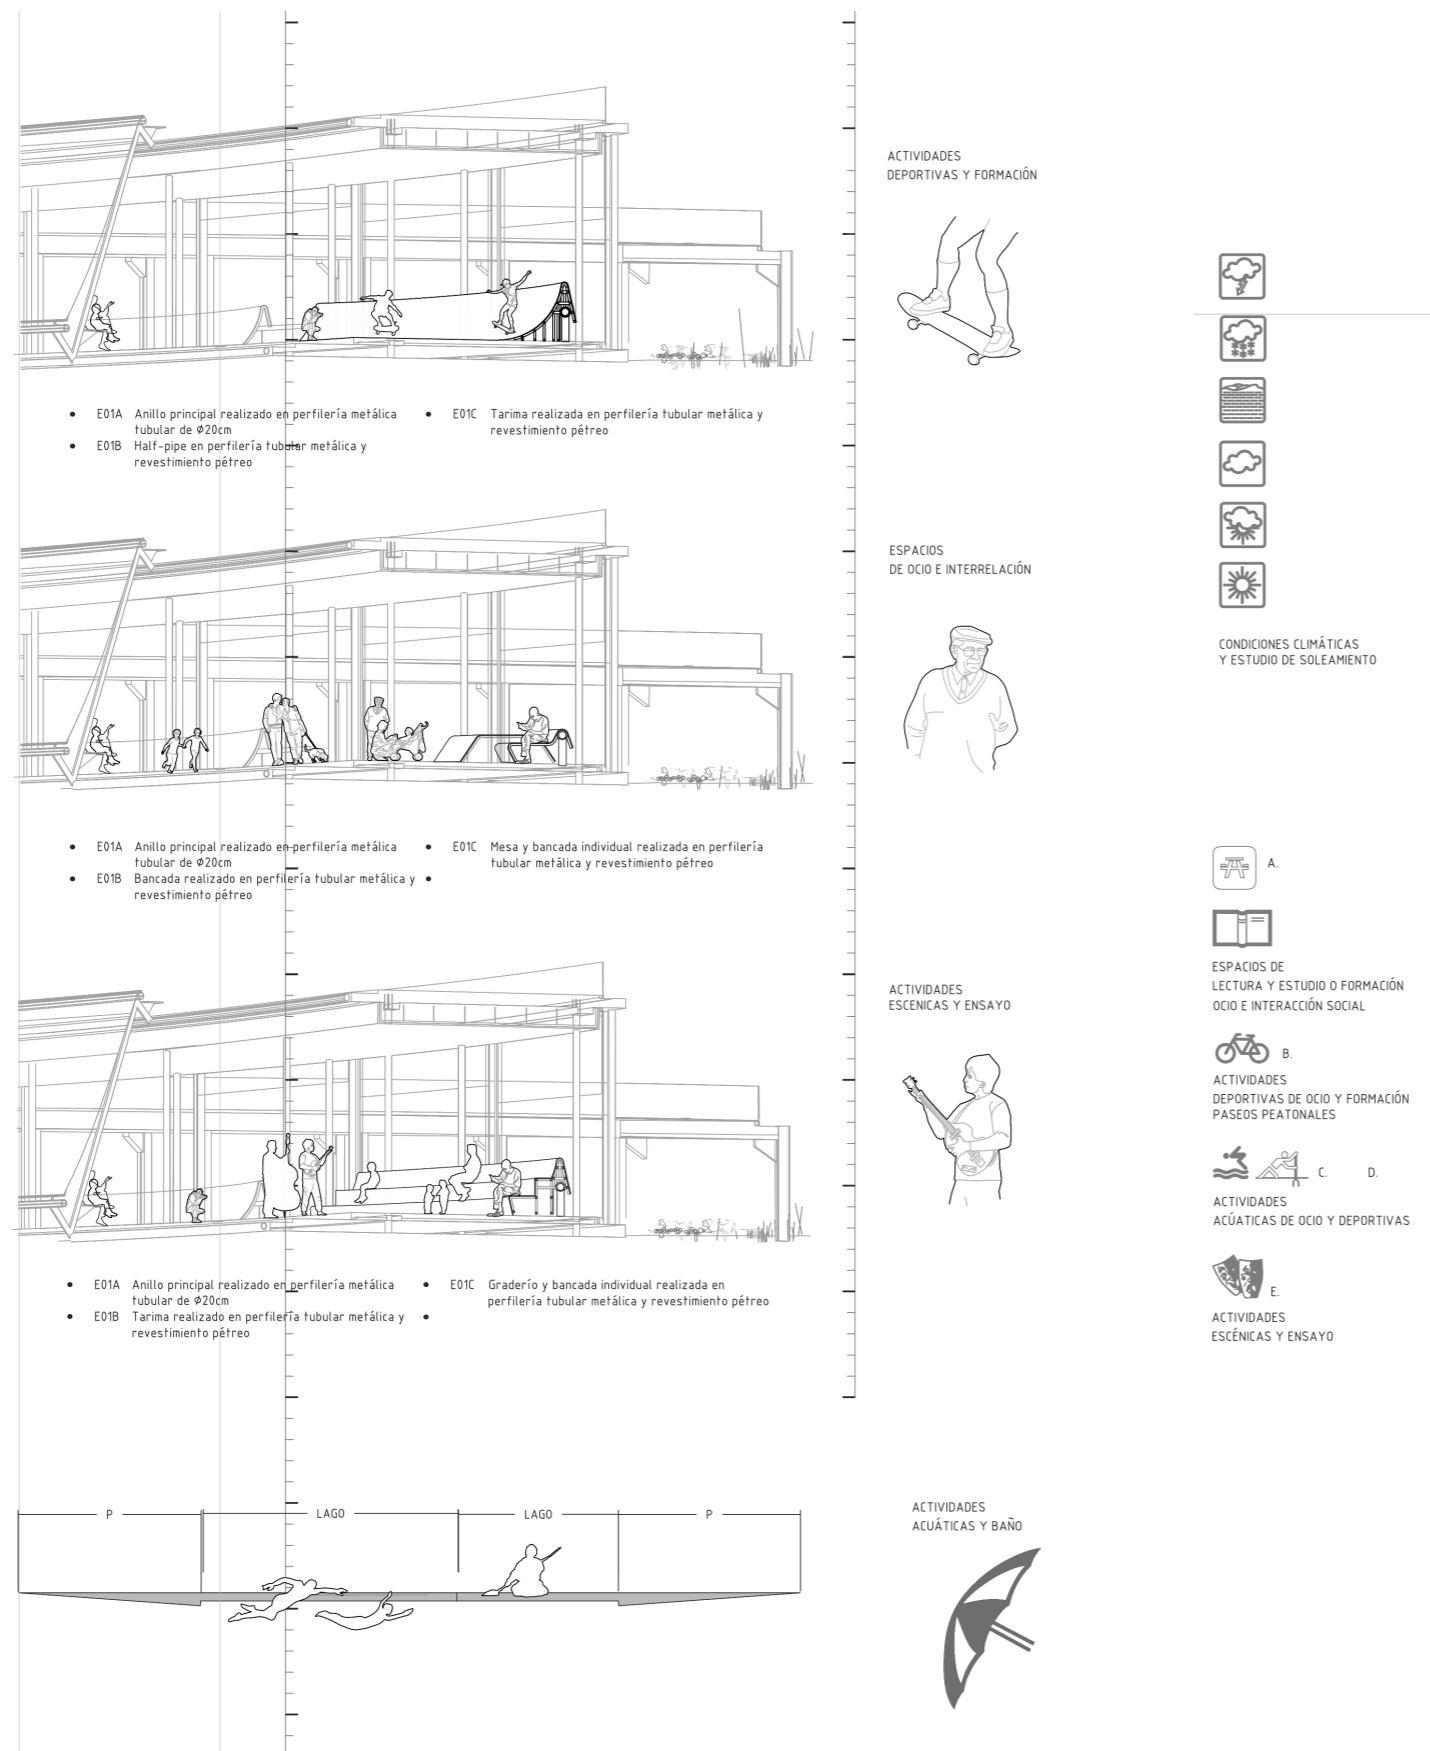 ACTIVIDADES
DEPORTIVAS Y FORMACIÓN
E01A Anillo principal realizado en perfilería metálica
tubular de Ø20cm
E01B Half-pipe en perfilería tubular metálica y
revestimiento pétreo
E01C Tarima realizada en perfilería tubular metálica y
revestimiento pétreo
ESPACIOS
DE OCIO E INTERRELACIÓN
CONDICIONES CLIMÁTICAS
Y ESTUDIO DE SOLEAMIENTO
E01A Anillo principal realizado en perfilería metálica
tubular de Ø20cm
E01B Bancada realizado en perfilería tubular metálica y
revestimiento pétreo
E01C Mesa y bancada individual realizada en perfilería
tubular metálica y revestimiento pétreo
A.
ESPACIOS DE
LECTURA Y ESTUDIO O FORMACIÓN
OCIO E INTERACCIÓN SOCIAL
ACTIVIDADES
ESCENICAS Y ENSAYO
B.
ACTIVIDADES
DEPORTIVAS DE OCIO Y FORMACIÓN
PASEOS PEATONALES
C. D.
ACTIVIDADES
ACÚATICAS DE OCIO Y DEPORTIVAS
E.
ACTIVIDADES
ESCÉNICAS Y ENSAYO
E01A Anillo principal realizado en perfilería metálica
tubular de Ø20cm
E01B Tarima realizado en perfilería tubular metálica y
revestimiento pétreo
E01C Graderío y bancada individual realizada en
perfilería tubular metálica y revestimiento pétreo
P LAGO LAGO P
ACTIVIDADES
ACUÁTICAS Y BAÑO